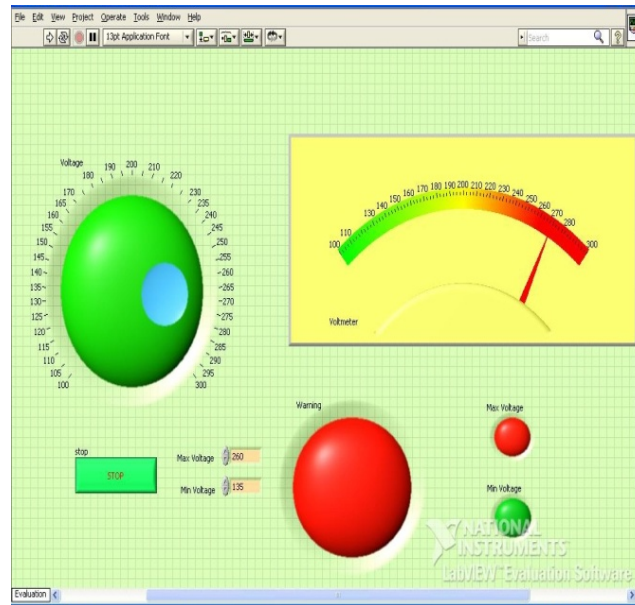 File Edit View Project Operate Tools Window Help
13pt Application Font
Search
Voltage
100 105 110 115 120 125 130 135 140 145 150 155 160 165 170 180 190 200 210 220 230 235 240 245 250 255 260 265 270 275 280 285 290 295 300
100 110 130 140 150 160 170 180 190 200 210 220 230 240 250 260 270 280 300
Voltmeter
Warning
Max Voltage
stop
STOP
Max Voltage 260
Min Voltage 135
Min Voltage
NATIONAL
INSTRUMENTS
LabVIEW™ Evaluation Software
Evaluation